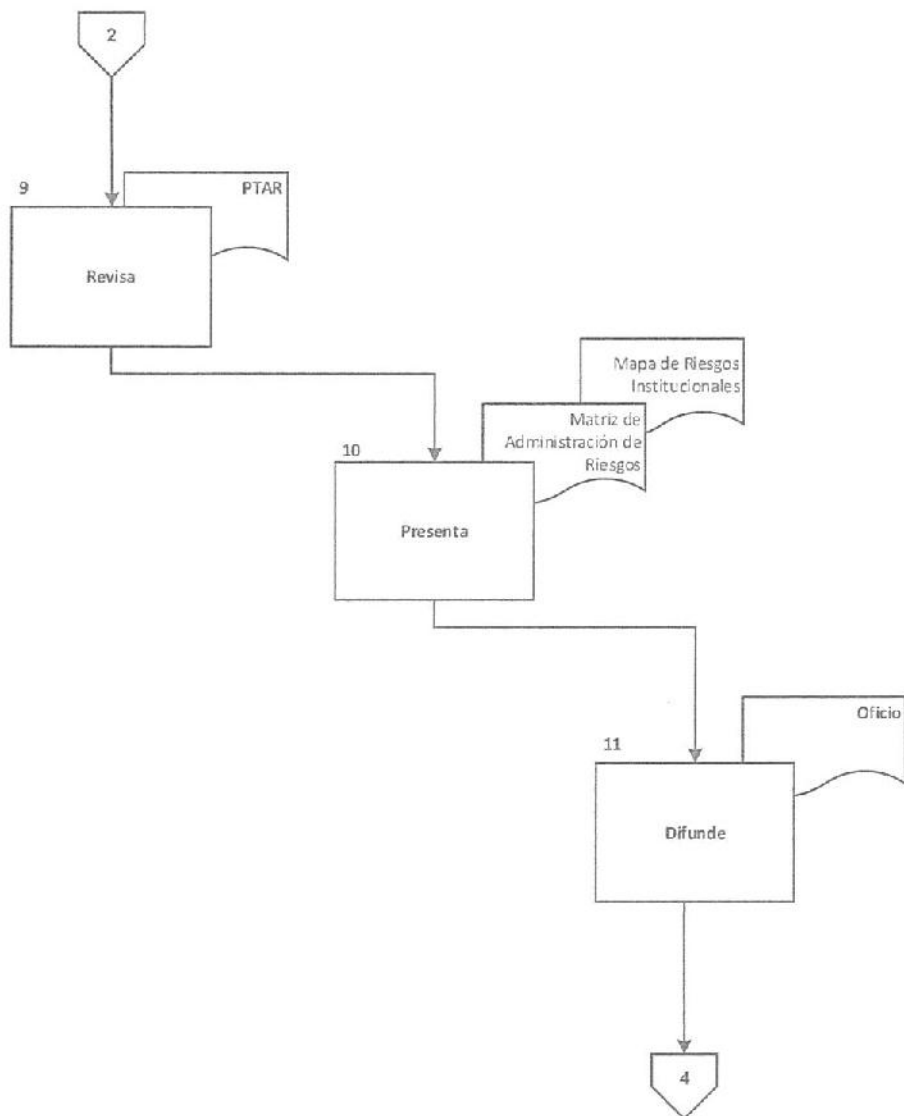 2
9
PTAR
Revisa
Mapa de Riesgos
Institucionales
Matriz de
Administración de
Riesgos
10
Presenta
Oficio
11
Difunde
4